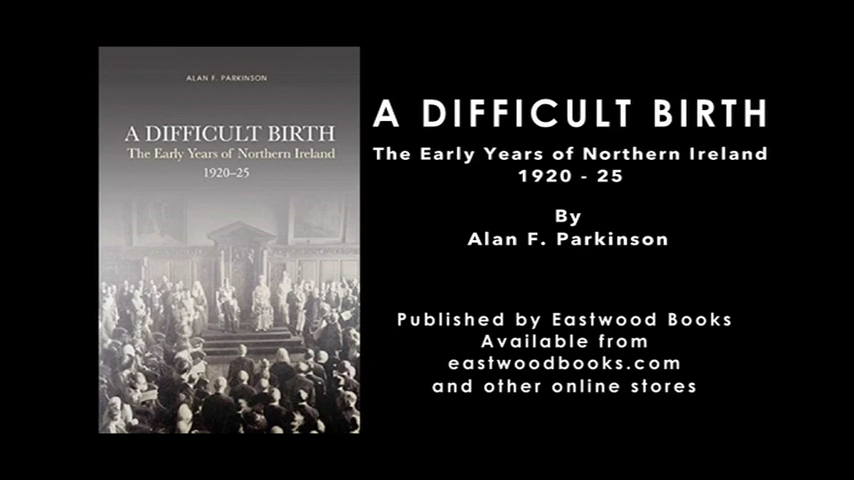 ALAN F. PARKINSON
A DIFFICULT BIRTH
The Early Years of Northern Ireland
1920–25
A DIFFICULT BIRTH
The Early Years of Northern Ireland
1920 - 25
By
Alan F. Parkinson
Published by Eastwood Books
Available from
eastwoodbooks.com
and other online stores